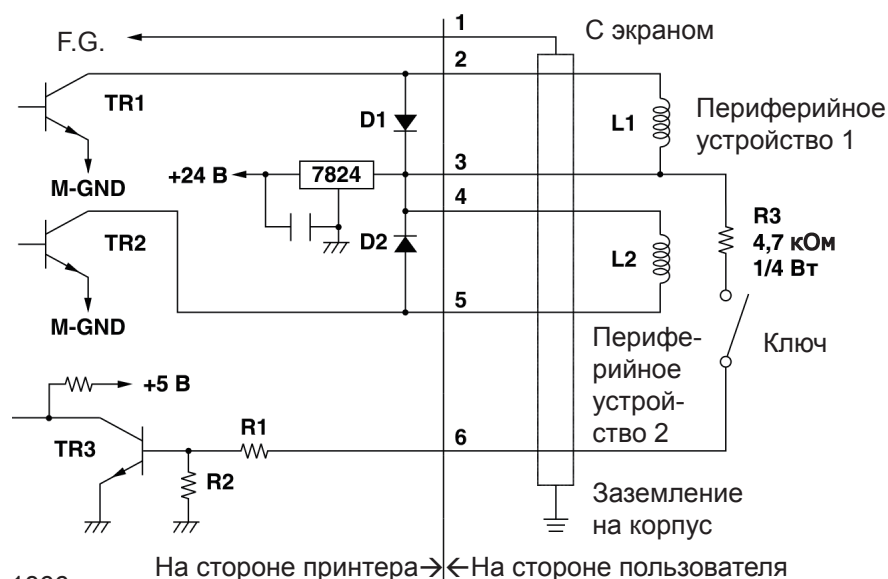 1
F.G.
С экраном
2
TR1
D1
L1
Периферийное
устройство 1
M-GND
+24 В
7824
3
4
R3
4,7 кОм
1/4 Вт
TR2
D2
L2
M-GND
5
Перифе-
рийное
устрой-
ство 2
Ключ
+5 В
R1
6
TR3
R2
Заземление
на корпус
На стороне принтера→ ←На стороне пользователя